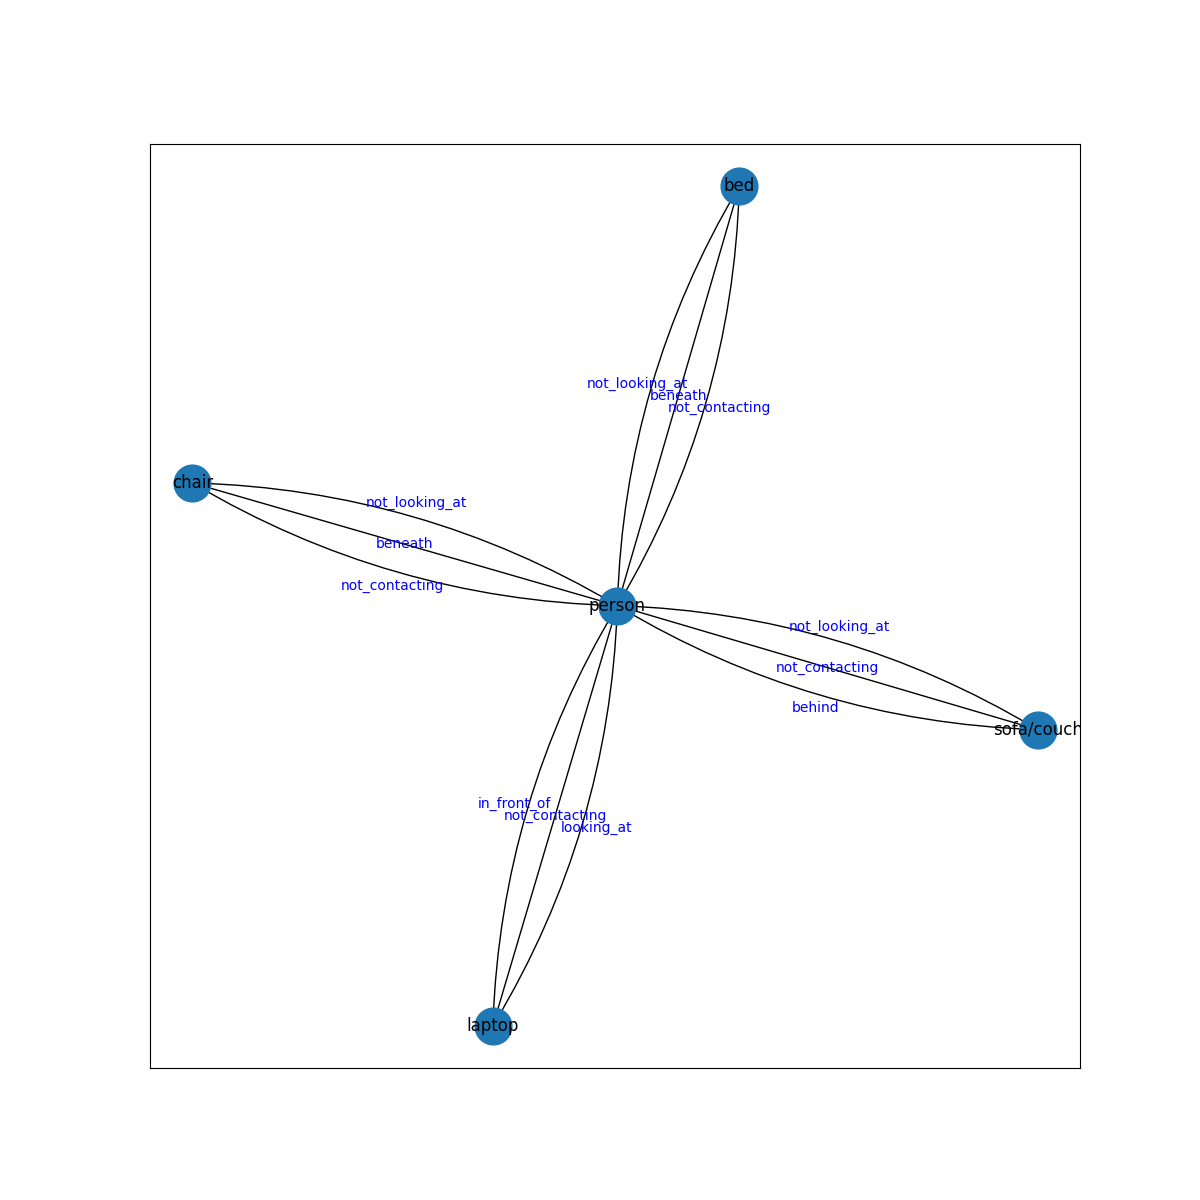 bed
not_looking_at
beneath
not_contacting
chair
not_looking_at
beneath
not_contacting
person
not_looking_at
not_contacting
behind
sofa/couch
in_front_of
not_contacting
looking_at
laptop